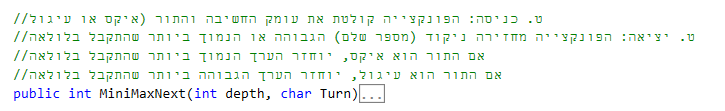 //ט. כניסה: הפונקצייה קולטת את עומק החשיבה והתור (איקס או עיגול
//ט. יציאה: הפונקצייה מחזירה ניקוד (מספר שלם) הגבוהה או הנמוך ביותר שהתקבל בלולאה
//אם התור הוא איקס, יוחזר הערך הנמוך ביותר שהתקבל בלולאה
//אם התור הוא עיגול, יוחזר הערך הגבוהה ביותר שהתקבל בלולאה
public int MiniMaxNext(int depth, char Turn)...